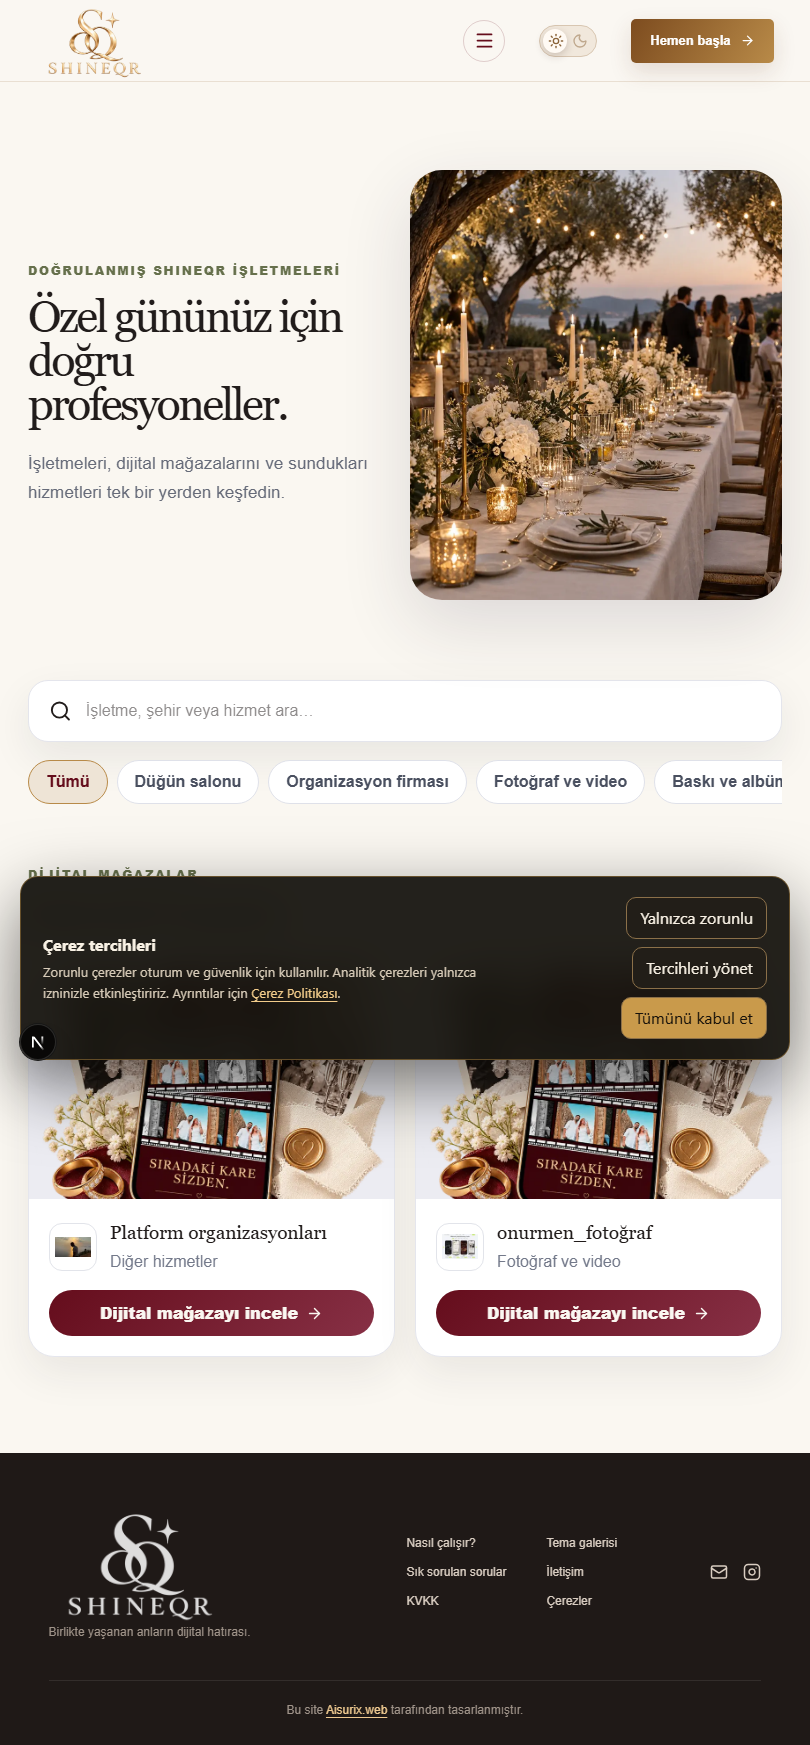 SHINEQR
Hemen başla
DOĞRULANMIŞ SHINEQR İŞLETMELERİ
Özel gününüz için
doğru
profesyoneller.
İşletmeleri, dijital mağazalarını ve sundukları
hizmetleri tek bir yerden keşfedin.
İşletme, şehir veya hizmet ara...
Tümü
Düğün salonu
Organizasyon firması
Fotoğraf ve video
Baskı ve albüm
DİJİTAL MAĞAZALAR
Çerez tercihleri
Zorunlu çerezler oturum ve güvenlik için kullanılır. Analitik çerezleri yalnızca
izninizle etkinleştiririz. Ayrıntılar için Çerez Politikası.
Yalnızca zorunlu
Tercihleri yönet
Tümünü kabul et
N
SIRADAKİ KARE
SİZDEN.
SIRADAKİ KARE
SİZDEN.
Platform organizasyonları
Diğer hizmetler
Dijital mağazayı incele
onurmen_fotoğraf
Fotoğraf ve video
Dijital mağazayı incele
SHINEQR
Birlikte yaşanan anların dijital hatırası.
Nasıl çalışır?
Sık sorulan sorular
KVKK
Tema galerisi
İletişim
Çerezler
Bu site Aisurix.web tarafından tasarlanmıştır.